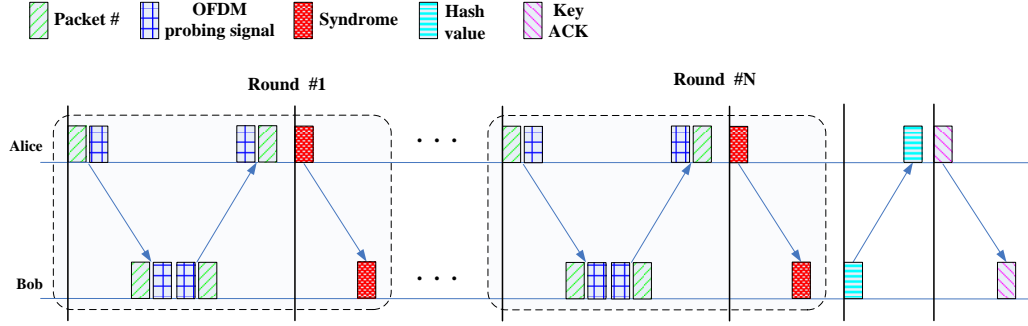 Packet #
OFDM
probing signal
Syndrome
Hash
value
Key
ACK
Round #1
Round #N
Alice
. . .
Bob
. . .